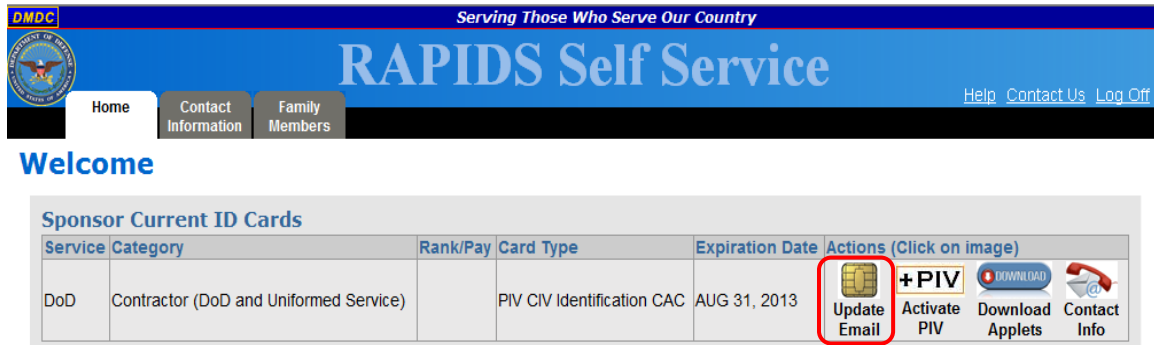 DMDC
Serving Those Who Serve Our Country
RAPIDS Self Service
Help Contact Us Log Off
Home
Contact Information
Family Members
Welcome
Sponsor Current ID Cards
Service Category Rank/Pay Card Type Expiration Date Actions (Click on image)
DoD Contractor (DoD and Uniformed Service) PIV CIV Identification CAC AUG 31, 2013
+PIV
DOWNLOAD
@
Update Email
Activate PIV
Download Applets
Contact Info